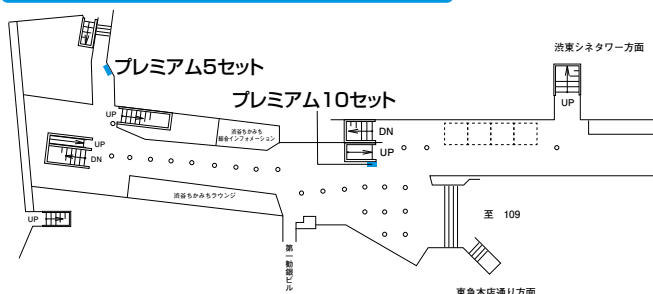 渋東シネタワー方面
プレミアム5セット
UP
プレミアム10セット
UP
渋谷ちかみち
総合インフォメーション
DN
UP
UP
DN
渋谷ちかみちラウンジ
UP
至 109
第一勧銀ビル
東急本店通り方面